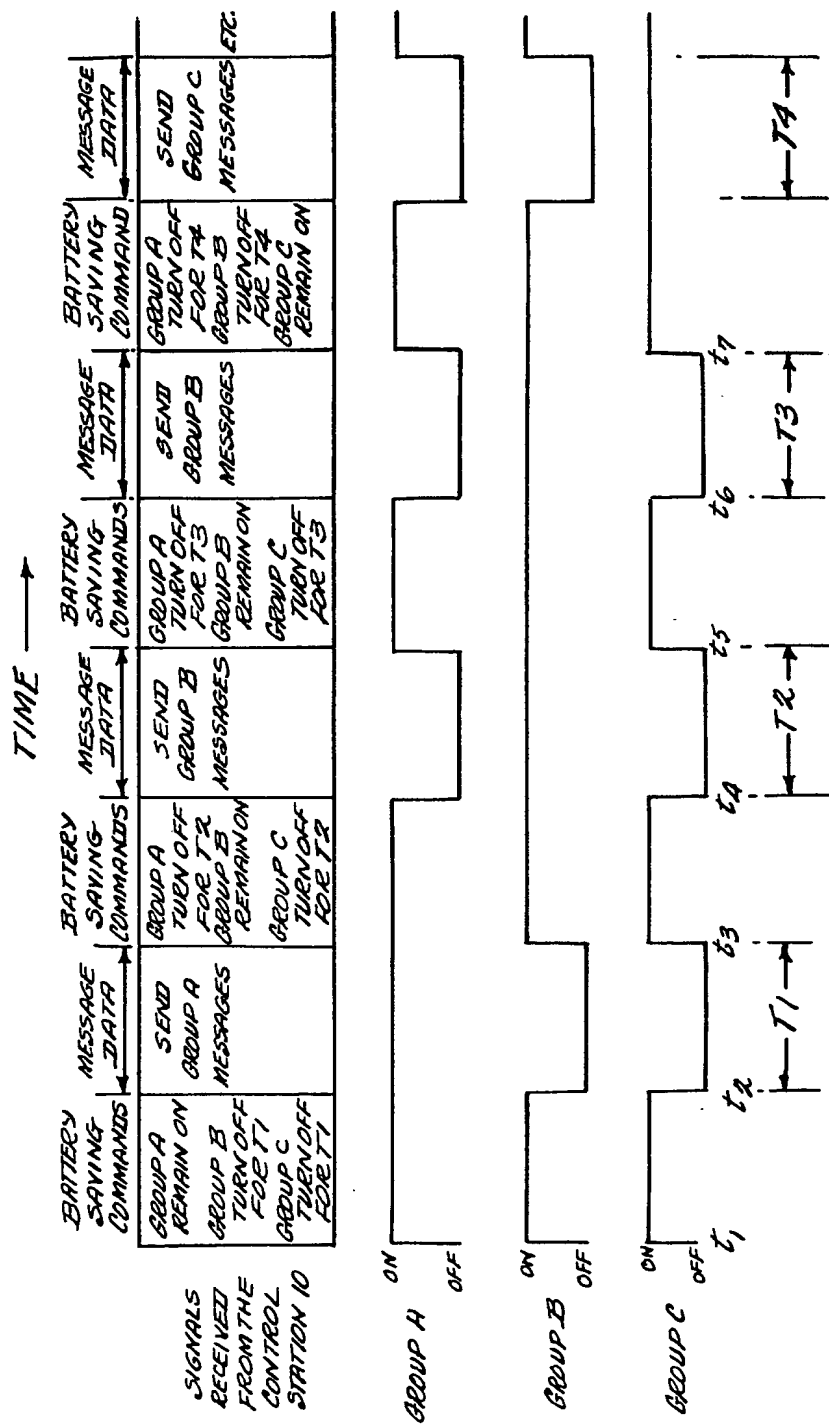 TIME
BATTERY
SAVING
COMMANDS
MESSAGE
DATA
BATTERY
SAVING
COMMANDS
MESSAGE
DATA
BATTERY
SAVING
COMMANDS
MESSAGE
DATA
BATTERY
SAVING
COMMAND
MESSAGE
DATA
SIGNALS
RECEIVED
FROM THE
CONTROL
STATION 10
GROUP A
REMAIN ON
GROUP B
TURN OFF
FOR T1
GROUP C
TURN OFF
FOR T1
SEND
GROUP A
MESSAGES
GROUP A
TURN OFF
FOR T2
GROUP B
REMAIN ON
GROUP C
TURN OFF
FOR T2
SEND
GROUP B
MESSAGES
GROUP A
TURN OFF
FOR T3
GROUP B
REMAIN ON
GROUP C
TURN OFF
FOR T3
SEND
GROUP B
MESSAGES
GROUP A
TURN OFF
FOR T4
GROUP B
TURN OFF
FOR T4
GROUP C
REMAIN ON
SEND
GROUP C
MESSAGES
ETC.
ON
OFF
GROUP A
ON
OFF
GROUP B
ON
OFF
GROUP C
t1 t2 t3 t4 t5 t6 t7
T1 T2 T3 T4